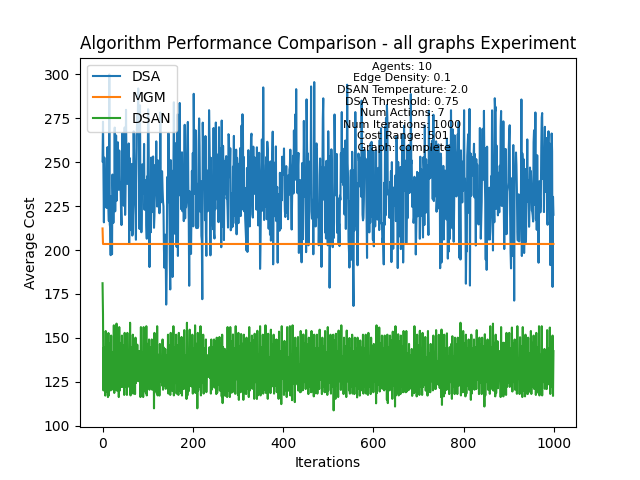 Algorithm Performance Comparison - all graphs Experiment
DSA
MGM
DSAN
Agents: 10
Edge Density: 0.1
DSAN Temperature: 2.0
DSA Threshold: 0.75
Num Actions: 7
Num Iterations: 1000
Cost Range: 501
Graph: complete
Average Cost
300
275
250
225
200
175
150
125
100
0
200
400
600
800
1000
Iterations